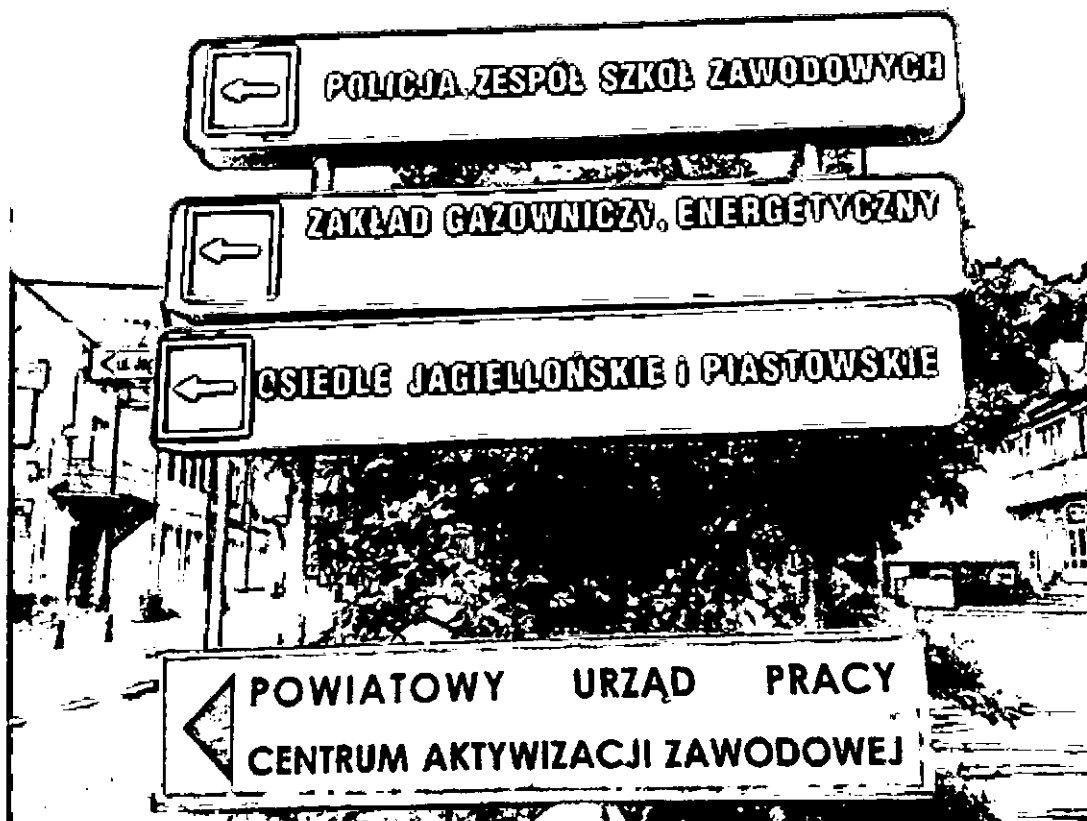 POLICJA, ZESPÓŁ SZKÓŁ ZAWODOWYCH
ZAKŁAD GAZOWNICZY, ENERGETYCZNY
OSIEDLE JAGIELLOŃSKIE i PIASTOWSKIE
POWIATOWY URZĄD PRACY
CENTRUM AKTYWIZACJI ZAWODOWEJ